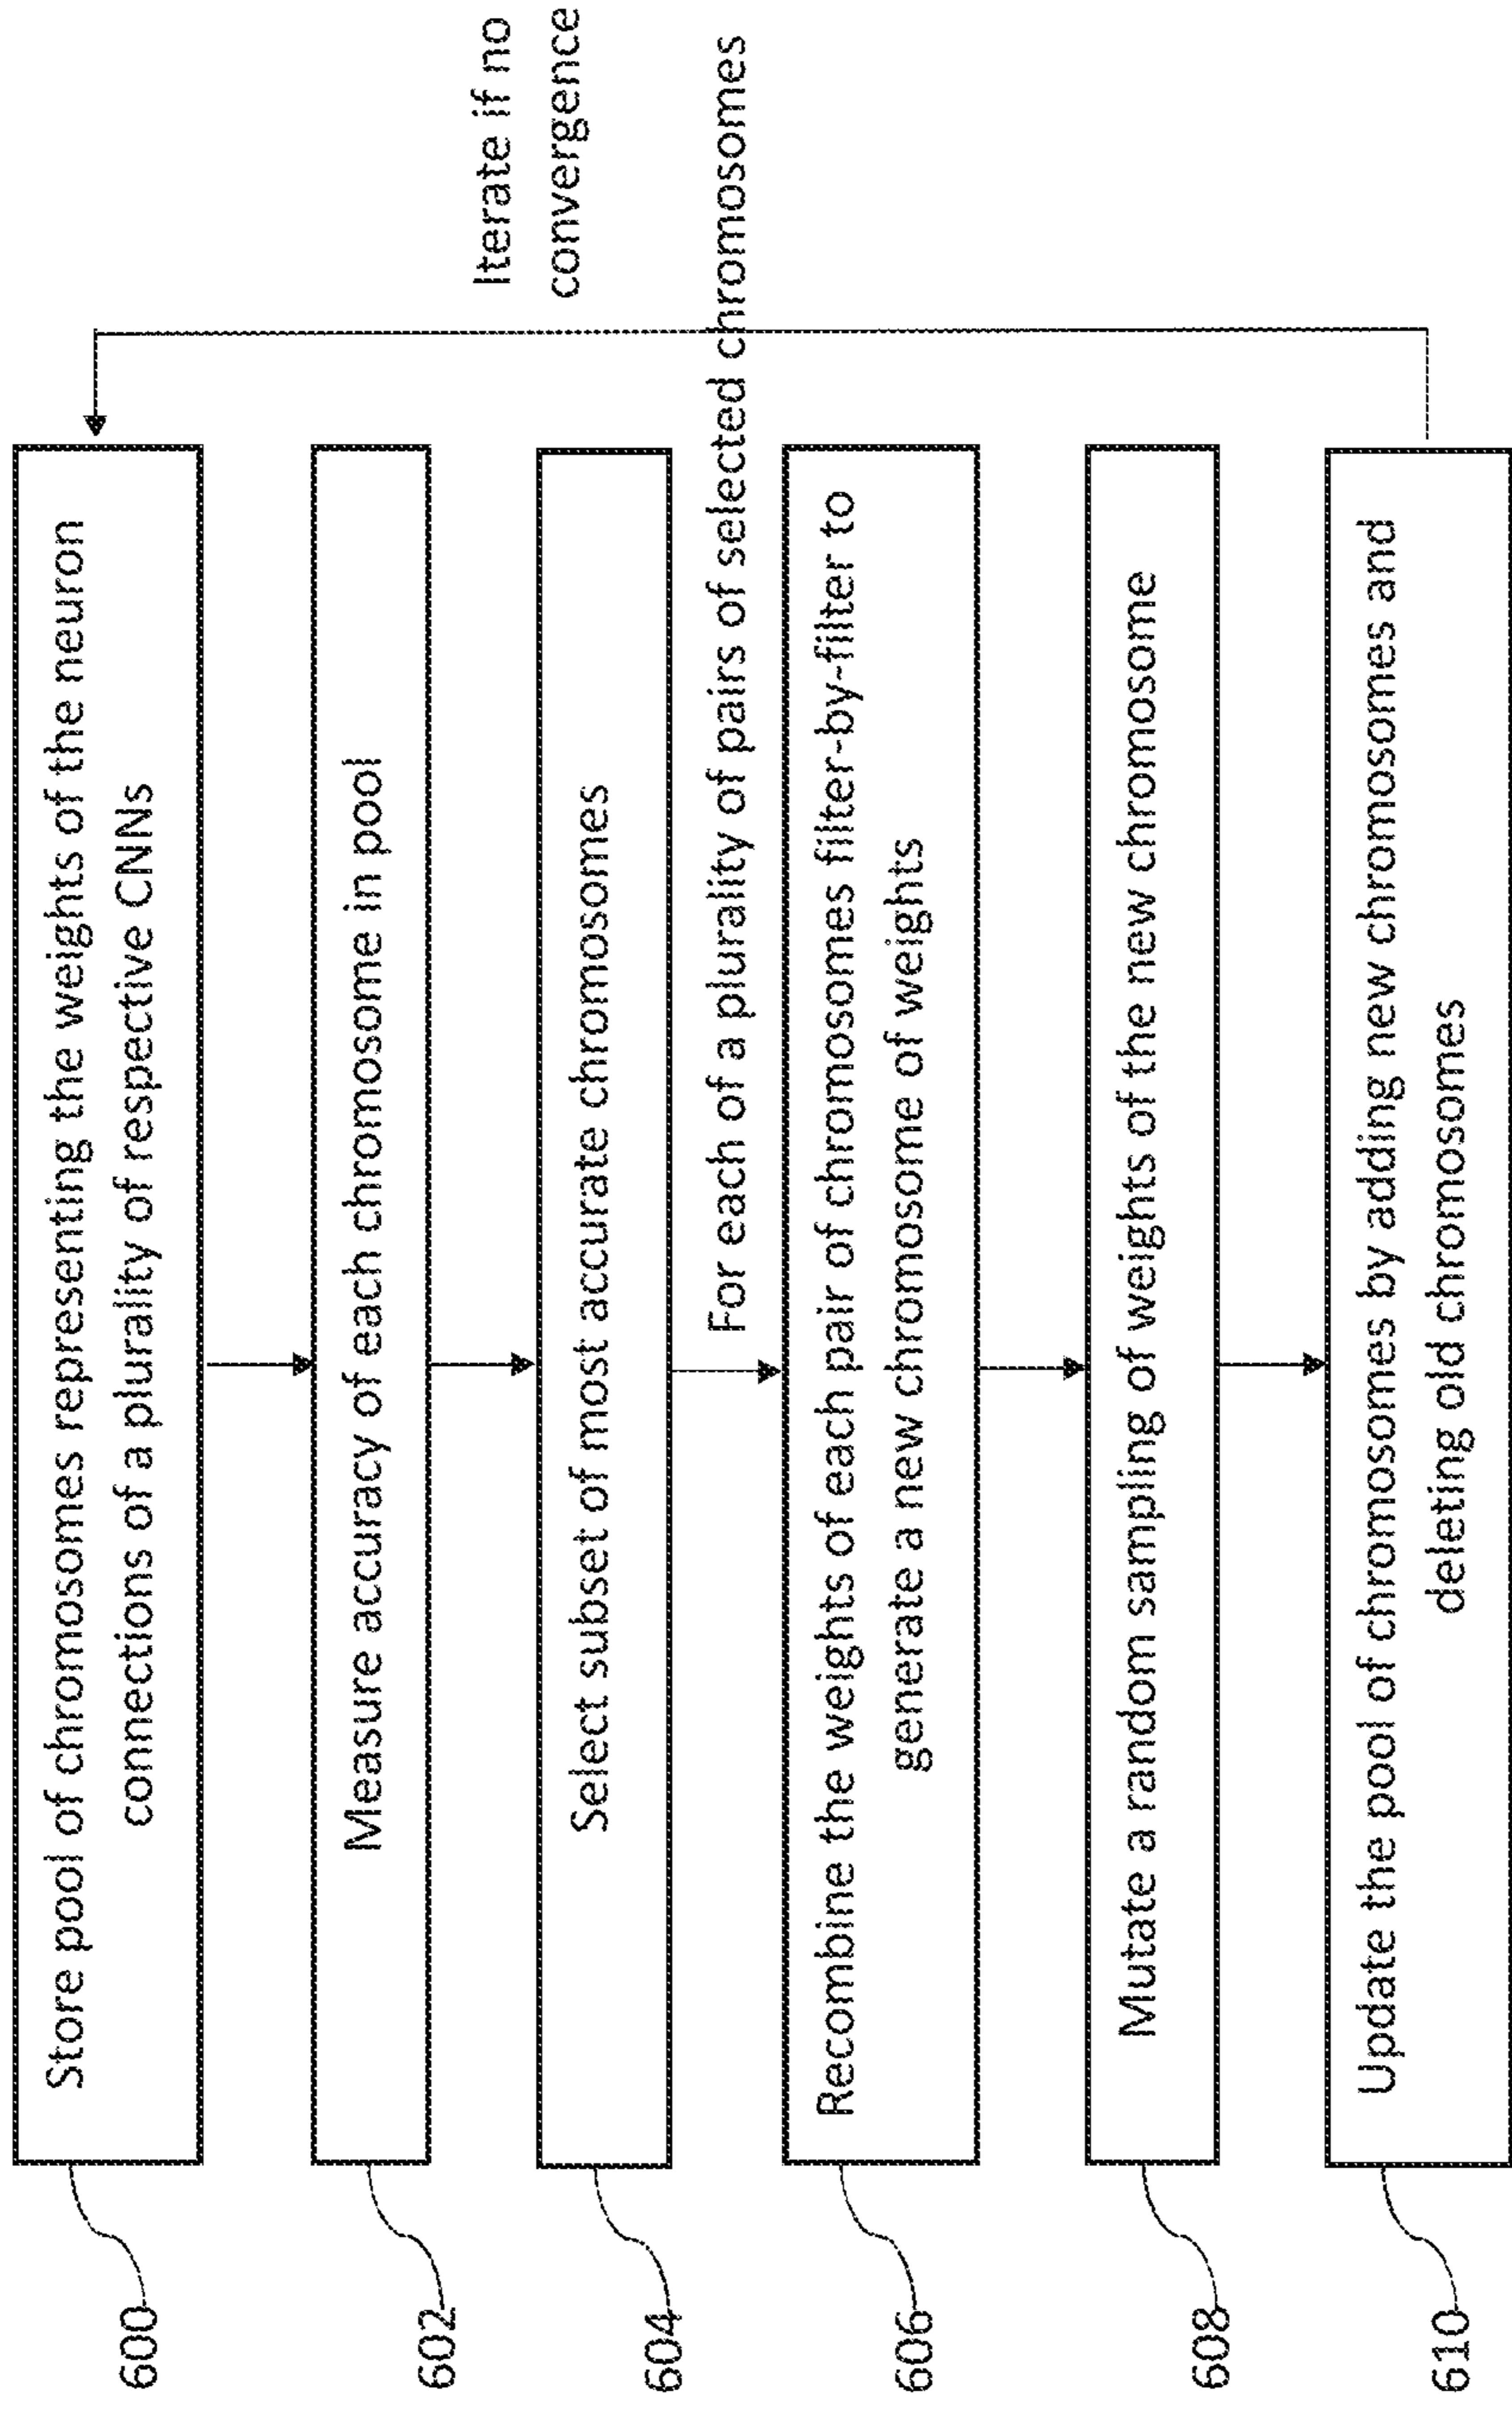 600
Store pool of chromosomes representing the weights of the neuron
connections of a plurality of respective CNNs
Iterate if no
convergence
602
Measure accuracy of each chromosome in pool
604
Select subset of most accurate chromosomes
For each of a plurality of pairs of selected chromosomes
606
Recombine the weights of each pair of chromosomes filter-by-filter to
generate a new chromosome of weights
608
Mutate a random sampling of weights of the new chromosome
610
Update the pool of chromosomes by adding new chromosomes and
deleting old chromosomes